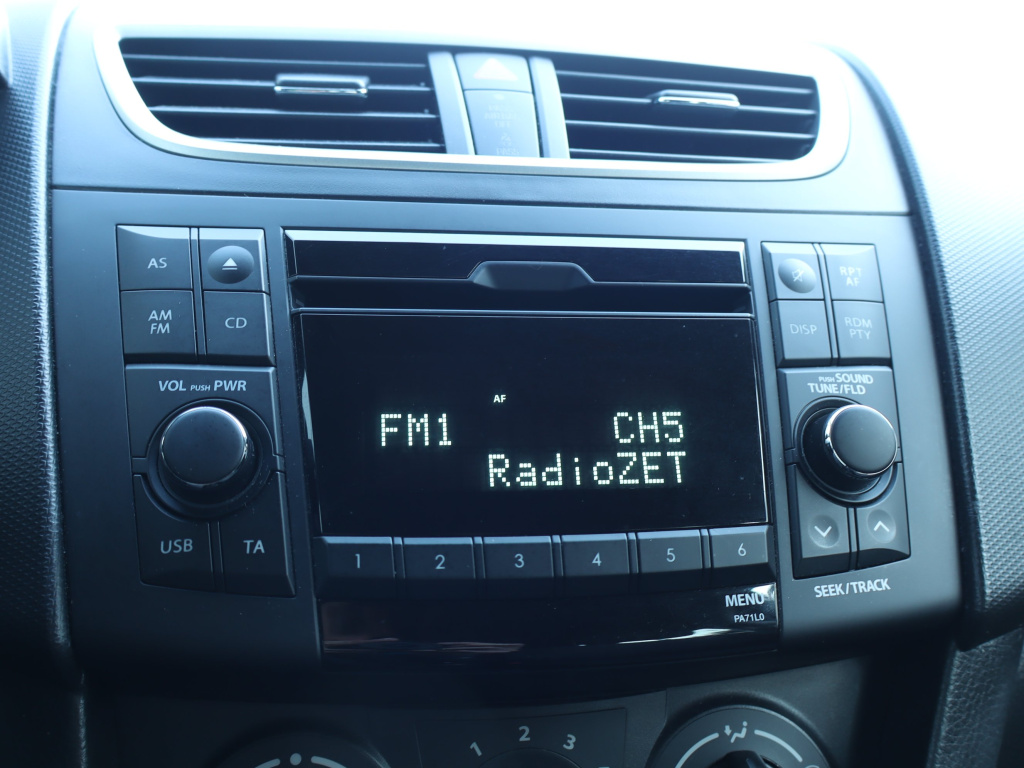 AS
AM
FM
CD
VOL PUSH PWR
USB
TA
AF
FM1 CH5
RadioZET
1 2 3 4 5 6
MENU
PA71L0
RPT
AF
DISP
RDM
PTY
PUSH SOUND
TUNE/FLD
SEEK/TRACK
1 2 3